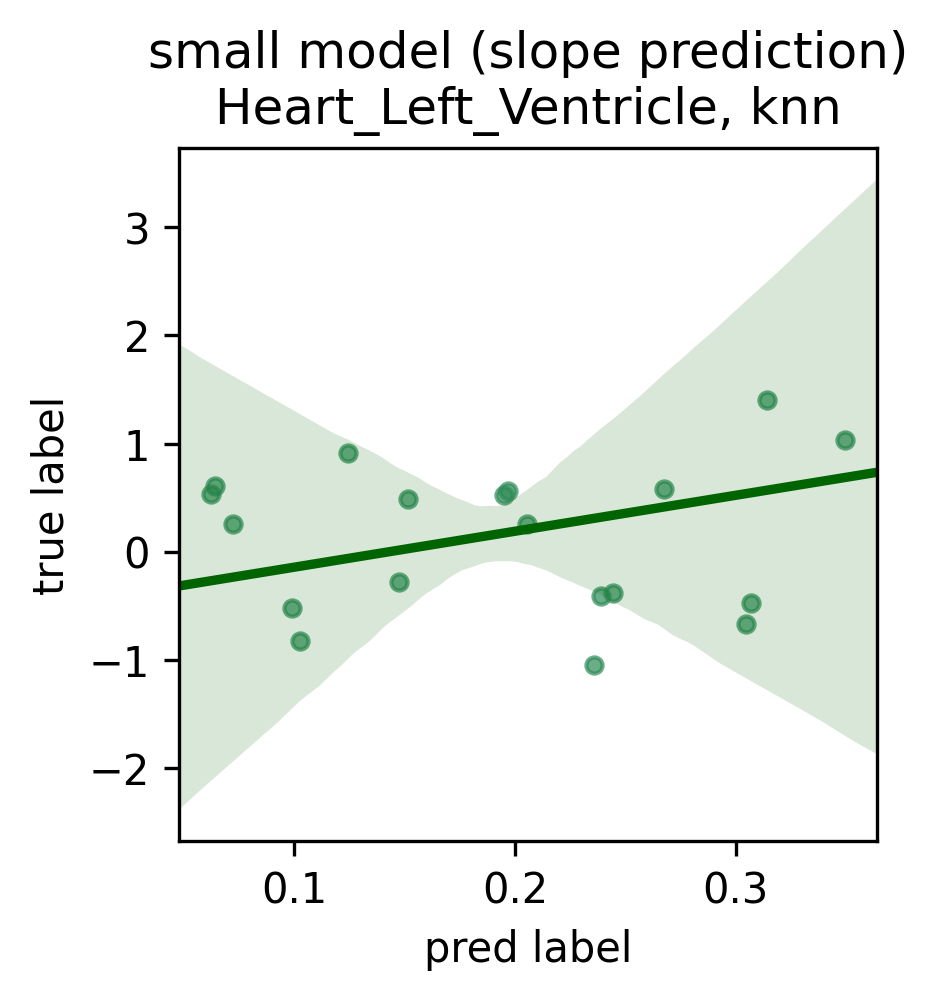 small model (slope prediction)
Heart_Left_Ventricle, knn
3
2
1
0
−1
−2
true label
0.1 0.2 0.3
pred label